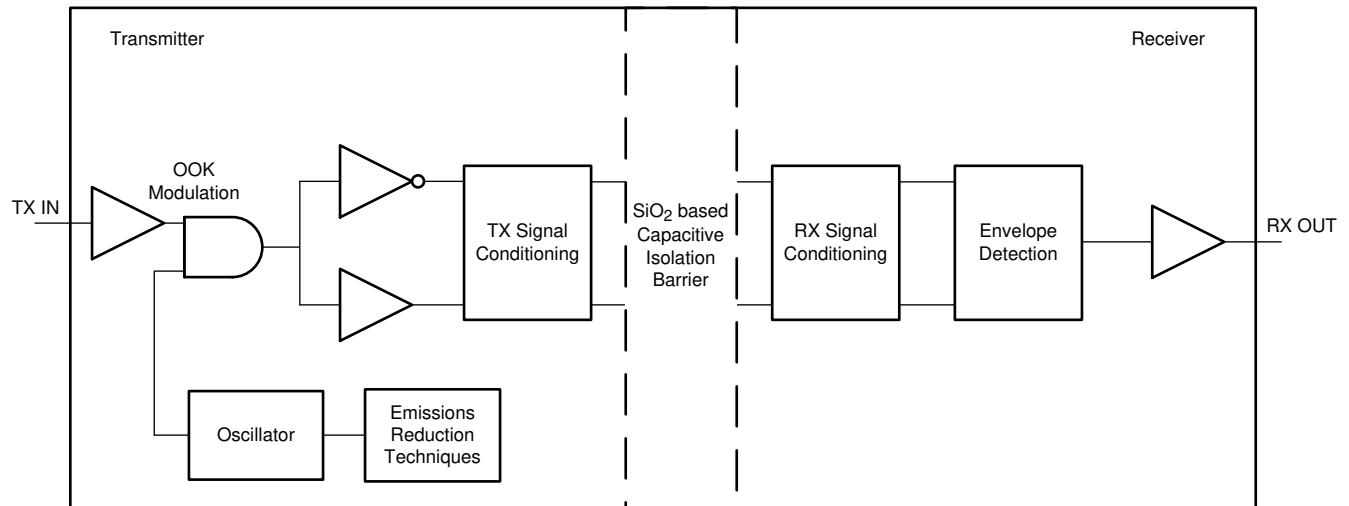 Transmitter
Receiver
OOK
Modulation
TX IN
TX Signal
Conditioning
SiO₂ based
Capacitive
Isolation
Barrier
RX Signal
Conditioning
Envelope
Detection
RX OUT
Oscillator
Emissions
Reduction
Techniques